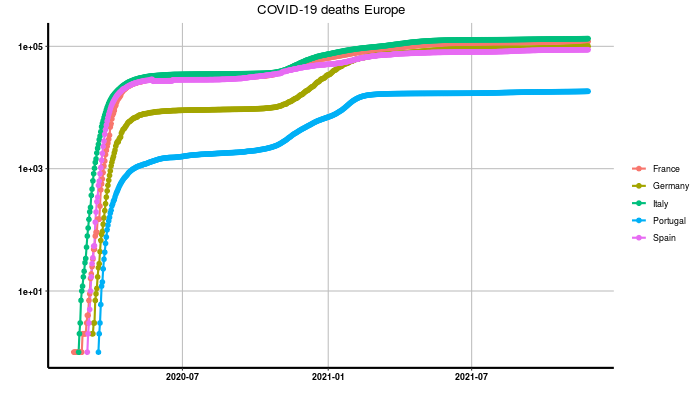 COVID-19 deaths Europe
1e+05
1e+03
1e+01
2020-07
2021-01
2021-07
France
Germany
Italy
Portugal
Spain